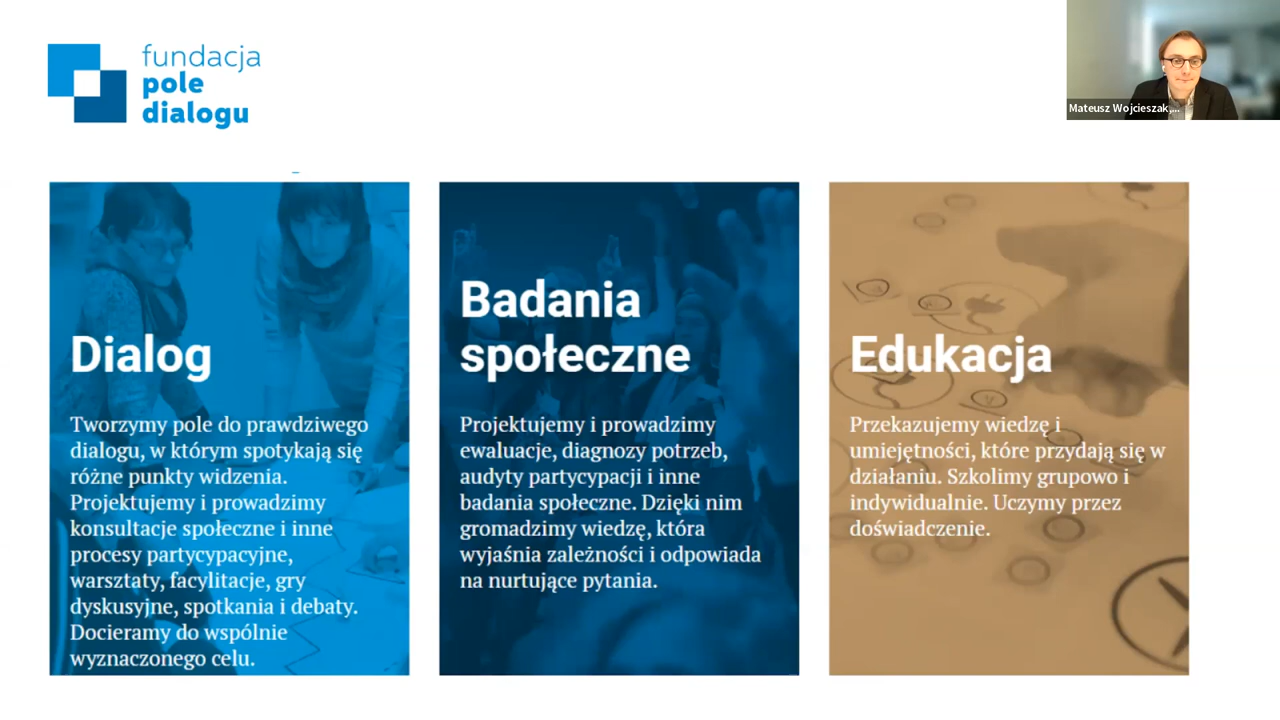 fundacja
pole
dialogu
Mateusz Wojcieszak,...
Dialog
Tworzymy pole do prawdziwego
dialogu, w którym spotykają się
różne punkty widzenia.
Projektujemy i prowadzimy
konsultacje społeczne i inne
procesy partycypacyjne,
warsztaty, facylitacje, gry
dyskusyjne, spotkania i debaty.
Docieramy do wspólnie
wyznaczonego celu.
Badania
społeczne
Projektujemy i prowadzimy
ewaluacje, diagnozy potrzeb,
audyty partycypacji i inne
badania społeczne. Dzięki nim
gromadzimy wiedzę, która
wyjaśnia zależności i odpowiada
na nurtujące pytania.
Edukacja
Przekazujemy wiedzę i
umiejętności, które przydają się w
działaniu. Szkolimy grupowo i
indywidualnie. Uczymy przez
doświadczenie.